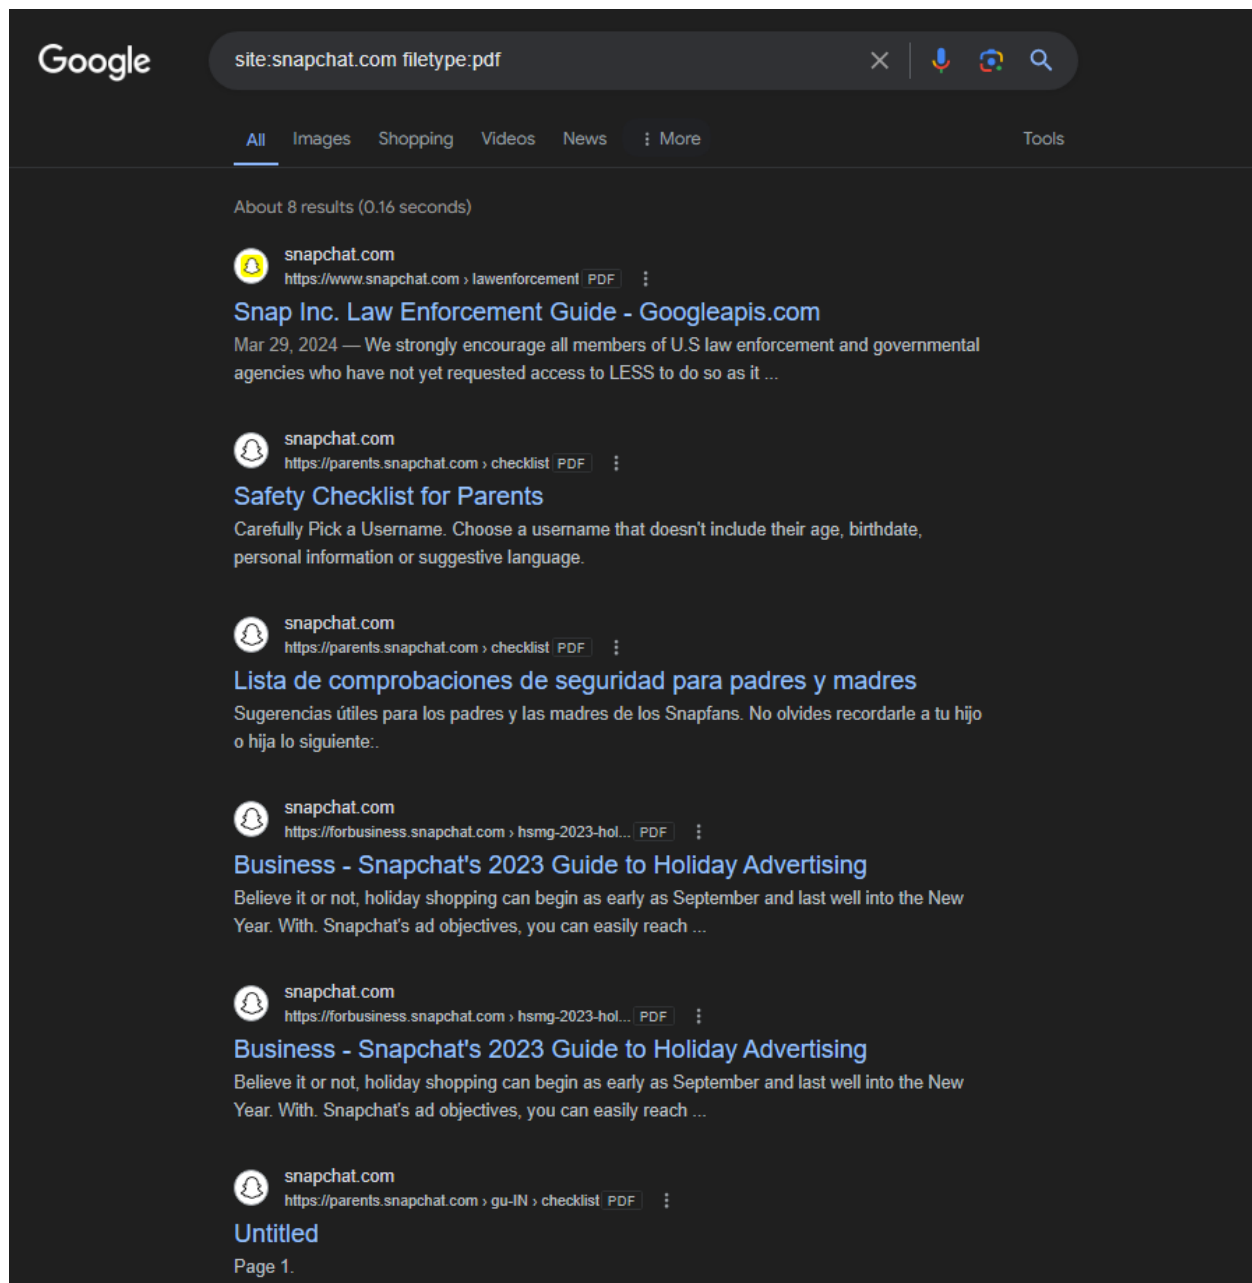 Google
site:snapchat.com filetype:pdf
All Images Shopping Videos News More Tools
About 8 results (0.16 seconds)
snapchat.com
https://www.snapchat.com › lawenforcement PDF
Snap Inc. Law Enforcement Guide - Googleapis.com
Mar 29, 2024 — We strongly encourage all members of U.S law enforcement and governmental
agencies who have not yet requested access to LESS to do so as it ...
snapchat.com
https://parents.snapchat.com › checklist PDF
Safety Checklist for Parents
Carefully Pick a Username. Choose a username that doesn't include their age, birthdate,
personal information or suggestive language.
snapchat.com
https://parents.snapchat.com › checklist PDF
Lista de comprobaciones de seguridad para padres y madres
Sugerencias útiles para los padres y las madres de los Snapfans. No olvides recordarle a tu hijo
o hija lo siguiente:.
snapchat.com
https://forbusiness.snapchat.com › hsmg-2023-hol... PDF
Business - Snapchat's 2023 Guide to Holiday Advertising
Believe it or not, holiday shopping can begin as early as September and last well into the New
Year. With. Snapchat's ad objectives, you can easily reach ...
snapchat.com
https://forbusiness.snapchat.com › hsmg-2023-hol... PDF
Business - Snapchat's 2023 Guide to Holiday Advertising
Believe it or not, holiday shopping can begin as early as September and last well into the New
Year. With. Snapchat's ad objectives, you can easily reach ...
snapchat.com
https://parents.snapchat.com › gu-IN › checklist PDF
Untitled
Page 1.